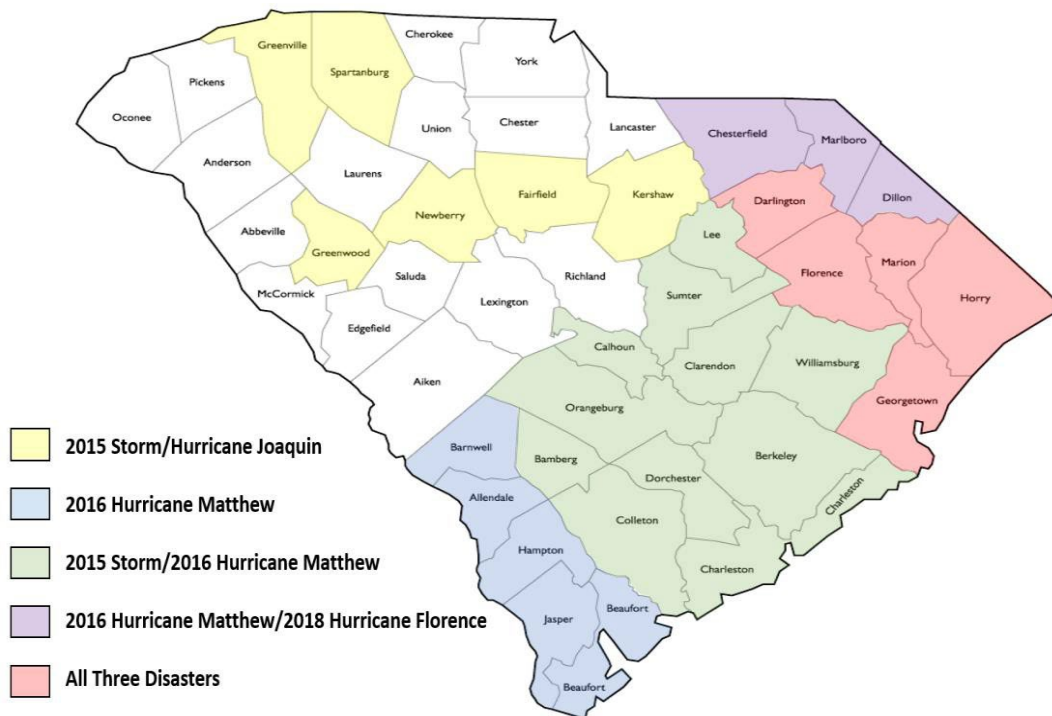 Cherokee
Greenville
York
Spartanburg
Pickens
Oconee
Union
Chester
Lancaster
Chesterfield
Marlboro
Anderson
Laurens
Fairfield
Kershaw
Darlington
Dillon
Newberry
Abbeville
Lee
Greenwood
Florence
Marion
Saluda
Richland
McCormick
Lexington
Sumter
Horry
Edgefield
Calhoun
Clarendon
Williamsburg
Aiken
Georgetown
Orangeburg
Barnwell
Bamberg
Berkeley
Dorchester
Charleston
Allendale
Colleton
Hampton
Charleston
Beaufort
Jasper
Beaufort
2015 Storm/Hurricane Joaquin
2016 Hurricane Matthew
2015 Storm/2016 Hurricane Matthew
2016 Hurricane Matthew/2018 Hurricane Florence
All Three Disasters